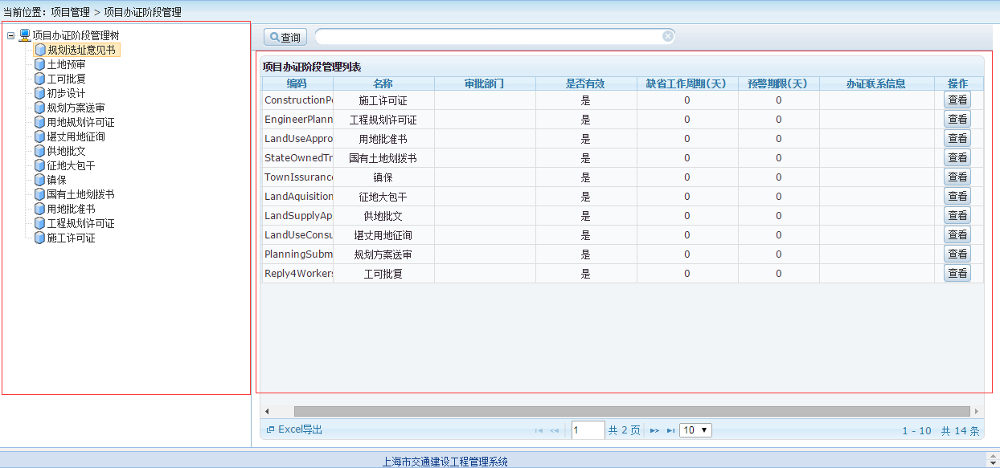 当前位置：项目管理 > 项目办证阶段管理
项目办证阶段管理树
规划选址意见书
土地预审
工可批复
初步设计
规划方案送审
用地规划许可证
堪丈用地征询
供地批文
征地大包干
镇保
国有土地划拨书
用地批准书
工程规划许可证
施工许可证
查询
项目办证阶段管理列表
编码 名称 审批部门 是否有效 缺省工作周期(天) 预警期限(天) 办证联系信息 操作
ConstructionPe 施工许可证 是 0 0 查看
EngineerPlann 工程规划许可证 是 0 0 查看
LandUseAppro 用地批准书 是 0 0 查看
StateOwnedTr 国有土地划拨书 是 0 0 查看
TownIssuranc 镇保 是 0 0 查看
LandAquisition 征地大包干 是 0 0 查看
LandSupplyAp 供地批文 是 0 0 查看
LandUseConsu 堪丈用地征询 是 0 0 查看
PlanningSubm 规划方案送审 是 0 0 查看
Reply4Workers 工可批复 是 0 0 查看
Excel导出 1 共 2 页 10 1 - 10 共 14 条
上海市交通建设工程管理系统